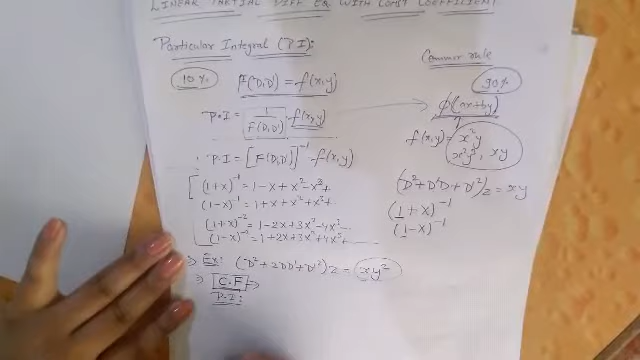 LINEAR PARTIAL DIFF EQ WITH CONST COEFFICIENT
Particular Integral (P.I):
10%
F(D,D') = f(x,y)
P.I = 1/F(D,D') · f(x,y)
∴ P.I = [F(D,D')]⁻¹ · f(x,y)
(1+x)⁻¹ = 1-x+x²-x³+
(1-x)⁻¹ = 1+x+x²+x³+
(1+x)⁻² = 1-2x+3x²-4x³--
(1-x)⁻² = 1+2x+3x²+4x³+--
⇒ Ex: (D²+2DD'+D'²)z = xy²
⇒ C.F →
P.I:
Common rule
90%
φ(ax+by)
f(x,y) = x²y
x²y³, xy
(D²+D'D+D'²)z = xy
(1+x)⁻¹
(1-x)⁻¹